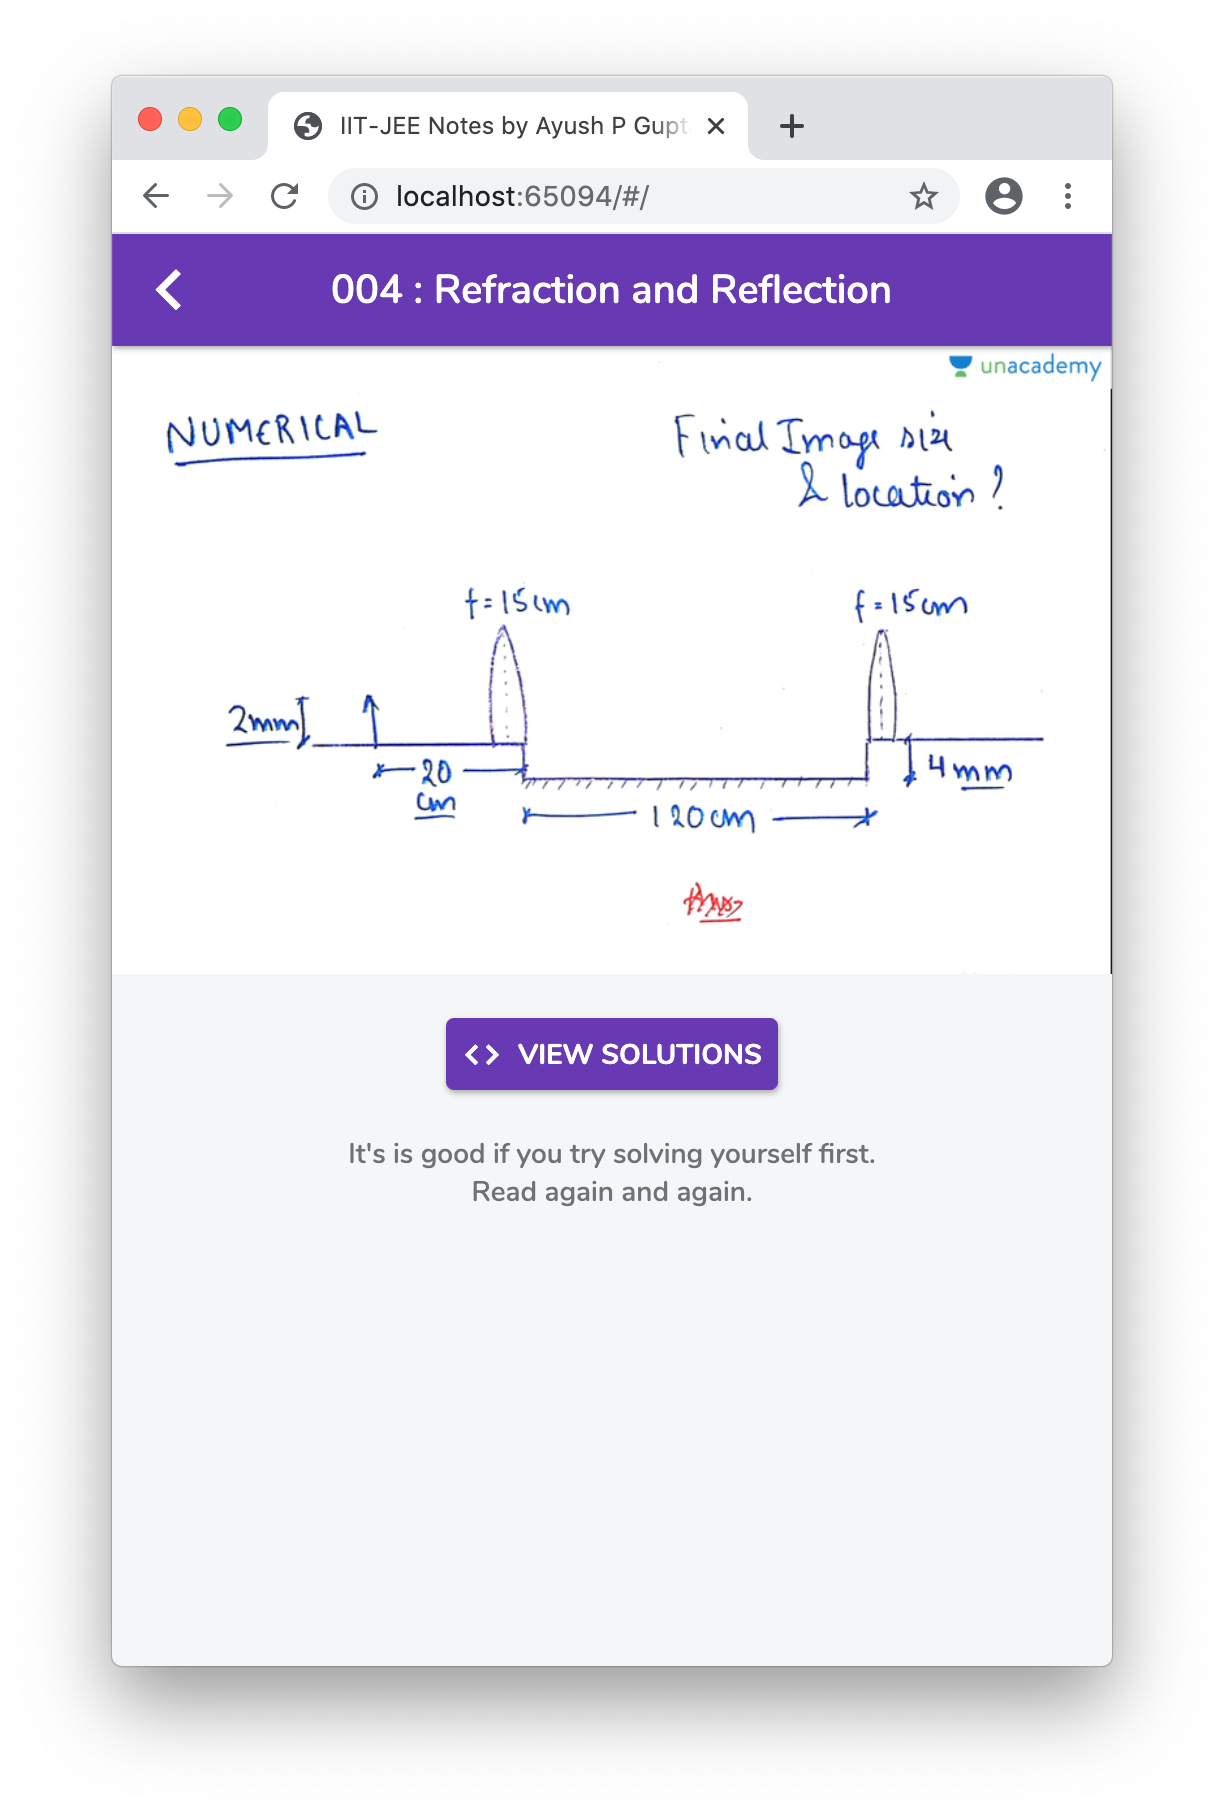 IIT-JEE Notes by Ayush P Gupt
localhost:65094/#/
004 : Refraction and Reflection
unacademy
NUMERICAL
Final Image size
& location ?
f=15cm
f=15cm
2mm
20
cm
4mm
120cm
Ans
VIEW SOLUTIONS
It's is good if you try solving yourself first.
Read again and again.